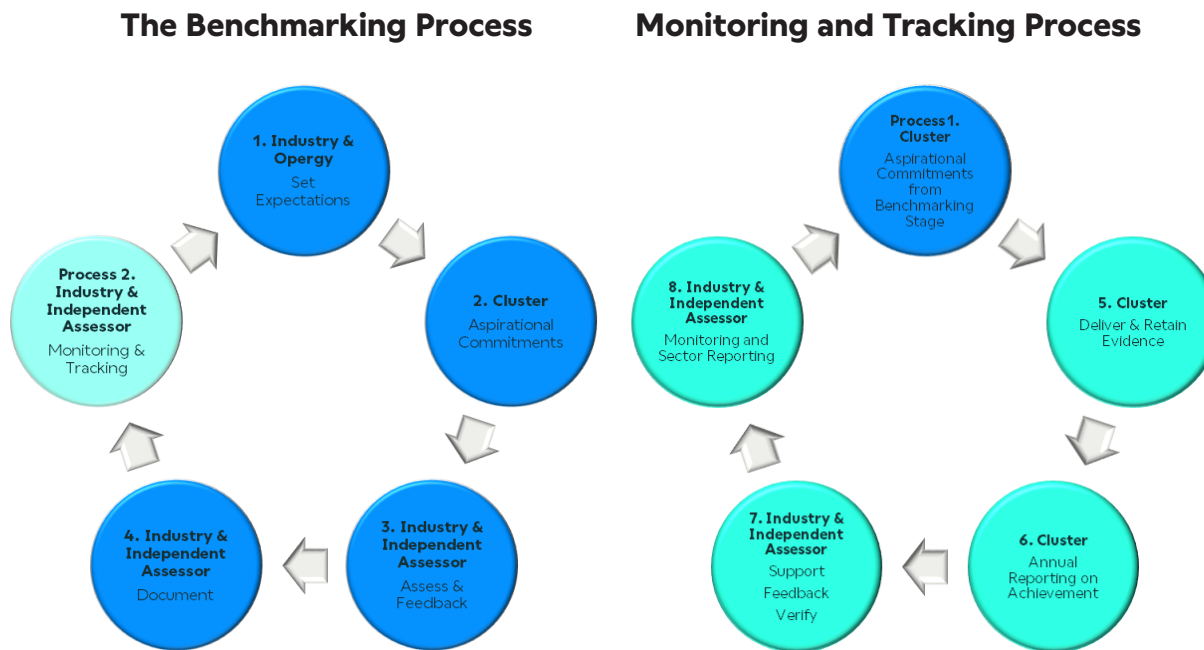 The Benchmarking Process
1. Industry &
Opergy
Set
Expectations
2. Cluster
Aspirational
Commitments
3. Industry &
Independent
Assessor
Assess &
Feedback
4. Industry &
Independent
Assessor
Document
Process 2.
Industry &
Independent
Assessor
Monitoring &
Tracking
Monitoring and Tracking Process
Process1.
Cluster
Aspirational
Commitments
from
Benchmarking
Stage
5. Cluster
Deliver & Retain
Evidence
6. Cluster
Annual
Reporting on
Achievement
7. Industry &
Independent
Assessor
Support
Feedback
Verify
8. Industry &
Independent
Assessor
Monitoring and
Sector Reporting